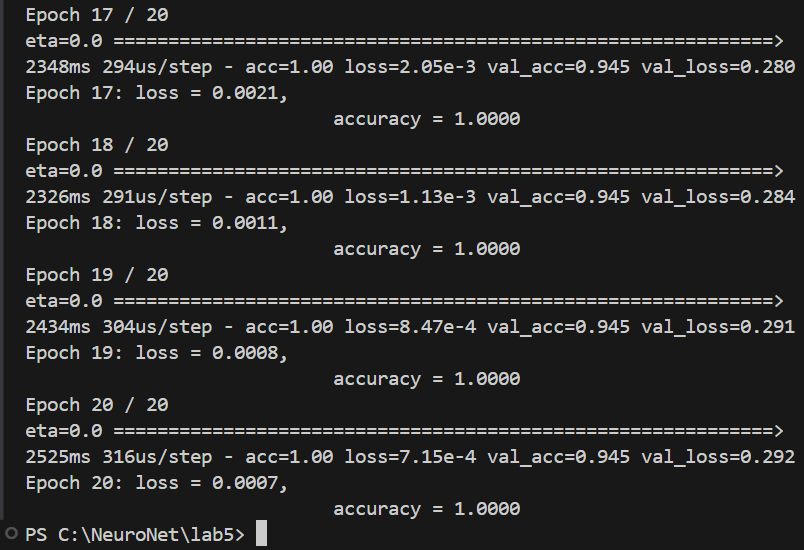 Epoch 17 / 20
eta=0.0 ============================================================>
2348ms 294us/step - acc=1.00 loss=2.05e-3 val_acc=0.945 val_loss=0.280
Epoch 17: loss = 0.0021,
accuracy = 1.0000
Epoch 18 / 20
eta=0.0 ============================================================>
2326ms 291us/step - acc=1.00 loss=1.13e-3 val_acc=0.945 val_loss=0.284
Epoch 18: loss = 0.0011,
accuracy = 1.0000
Epoch 19 / 20
eta=0.0 ============================================================>
2434ms 304us/step - acc=1.00 loss=8.47e-4 val_acc=0.945 val_loss=0.291
Epoch 19: loss = 0.0008,
accuracy = 1.0000
Epoch 20 / 20
eta=0.0 ============================================================>
2525ms 316us/step - acc=1.00 loss=7.15e-4 val_acc=0.945 val_loss=0.292
Epoch 20: loss = 0.0007,
accuracy = 1.0000
PS C:\NeuroNet\lab5>